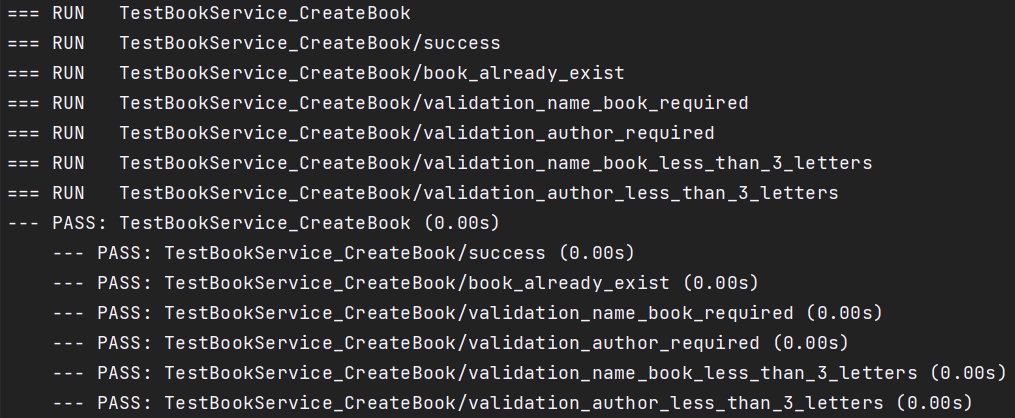 === RUN   TestBookService_CreateBook
=== RUN   TestBookService_CreateBook/success
=== RUN   TestBookService_CreateBook/book_already_exist
=== RUN   TestBookService_CreateBook/validation_name_book_required
=== RUN   TestBookService_CreateBook/validation_author_required
=== RUN   TestBookService_CreateBook/validation_name_book_less_than_3_letters
=== RUN   TestBookService_CreateBook/validation_author_less_than_3_letters
--- PASS: TestBookService_CreateBook (0.00s)
    --- PASS: TestBookService_CreateBook/success (0.00s)
    --- PASS: TestBookService_CreateBook/book_already_exist (0.00s)
    --- PASS: TestBookService_CreateBook/validation_name_book_required (0.00s)
    --- PASS: TestBookService_CreateBook/validation_author_required (0.00s)
    --- PASS: TestBookService_CreateBook/validation_name_book_less_than_3_letters (0.00s)
    --- PASS: TestBookService_CreateBook/validation_author_less_than_3_letters (0.00s)